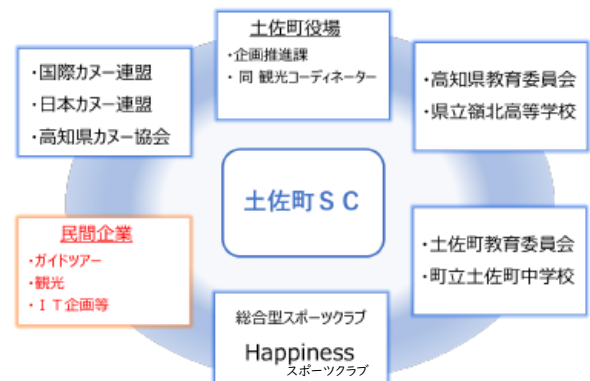 土佐町役場
・企画推進課
・同 観光コーディネーター
・国際カヌー連盟
・日本カヌー連盟
・高知県カヌー協会
・高知県教育委員会
・県立嶺北高等学校
土佐町ＳＣ
民間企業
・ガイドツアー
・観光
・ＩＴ企画等
・土佐町教育委員会
・町立土佐町中学校
総合型スポーツクラブ
Happiness
スポーツクラブ